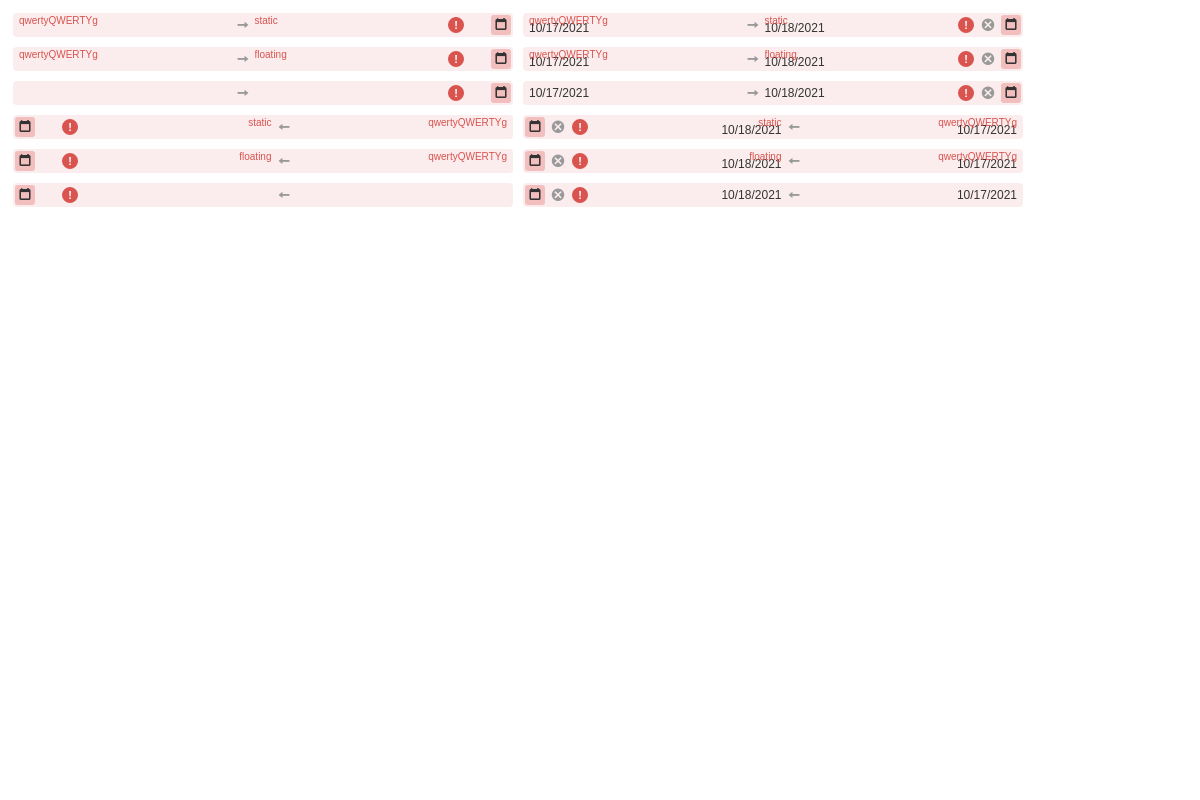 qwertyQWERTYg → static !
qwertyQWERTYg → static 10/17/2021 10/18/2021 !
qwertyQWERTYg → floating !
qwertyQWERTYg → floating 10/17/2021 10/18/2021 !
→ !
10/17/2021 → 10/18/2021 !
! static ← qwertyQWERTYg
! static ← qwertyQWERTYg 10/18/2021 10/17/2021
! floating ← qwertyQWERTYg
! floating ← qwertyQWERTYg 10/18/2021 10/17/2021
! ←
! 10/18/2021 ← 10/17/2021